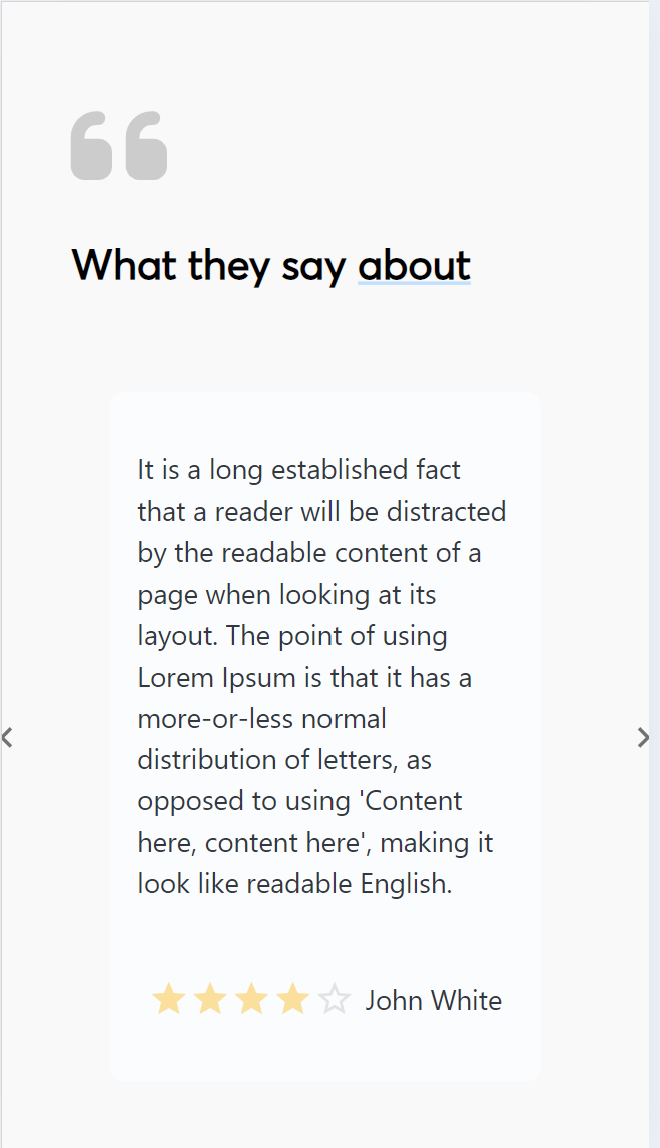 What they say about
It is a long established fact
that a reader will be distracted
by the readable content of a
page when looking at its
layout. The point of using
Lorem Ipsum is that it has a
more-or-less normal
distribution of letters, as
opposed to using 'Content
here, content here', making it
look like readable English.
John White